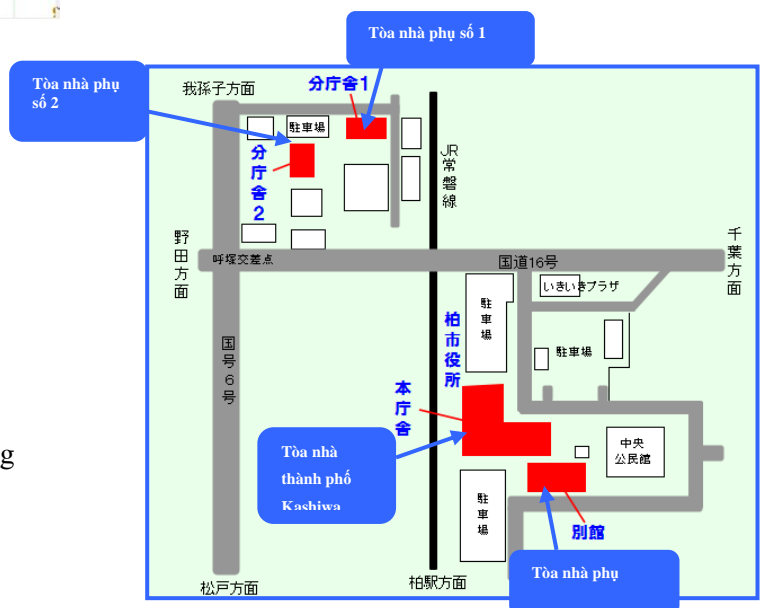 Tòa nhà phụ số 1
Tòa nhà phụ
số 2
我孫子方面
分庁舎1
駐車場
分庁舎2
JR常磐線
野田方面
呼塚交差点
国道16号
千葉方面
いきいきプラザ
駐車場
柏市役所
駐車場
国号6号
本庁舎
中央
公民館
Tòa nhà
thành phố
Kashiwa
g
駐車場
別館
Tòa nhà phụ
松戸方面
柏駅方面